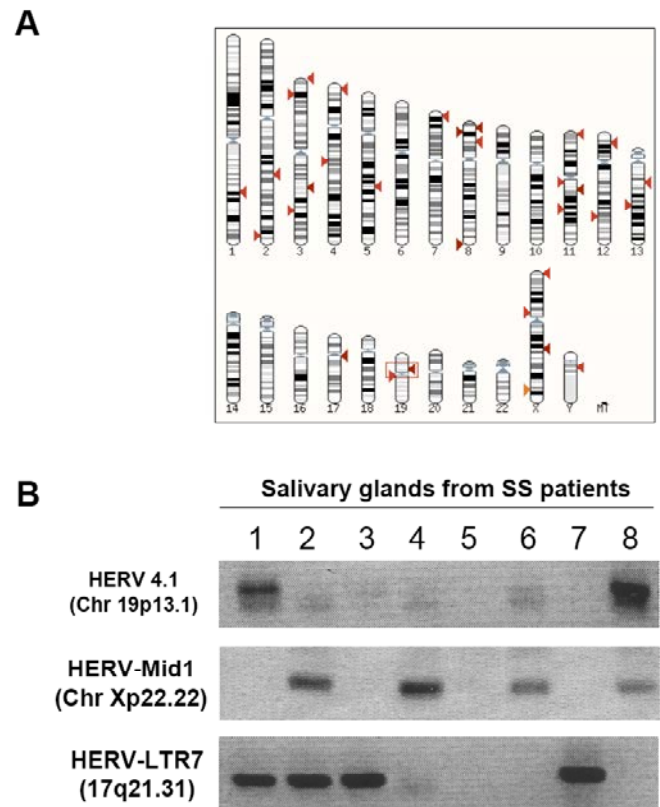 A
1 2 3 4 5 6 7 8 9 10 11 12 13
14 15 16 17 18 19 20 21 22 X Y MT
B
Salivary glands from SS patients
1 2 3 4 5 6 7 8
HERV 4.1
(Chr 19p13.1)
HERV-Mid1
(Chr Xp22.22)
HERV-LTR7
(17q21.31)